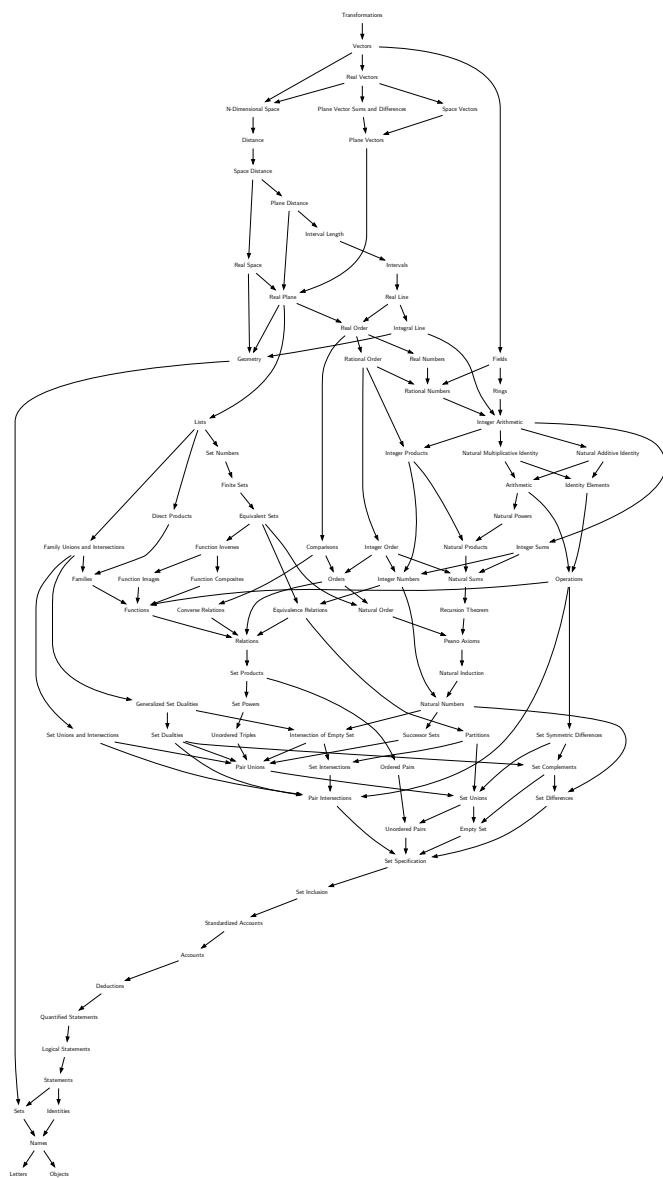 Transformations
Vectors
Real Vectors
N-Dimensional Space
Plane Vector Sums and Differences
Space Vectors
Distance
Plane Vectors
Space Distance
Plane Distance
Interval Length
Real Space
Intervals
Real Plane
Real Line
Real Order
Integral Line
Geometry
Rational Order
Real Numbers
Fields
Rational Numbers
Rings
Lists
Integer Arithmetic
Set Numbers
Integer Products
Natural Multiplicative Identity
Natural Additive Identity
Finite Sets
Arithmetic
Identity Elements
Direct Products
Equivalent Sets
Natural Powers
Family Unions and Intersections
Function Inverses
Comparisons
Integer Order
Natural Products
Integer Sums
Families
Function Images
Function Composites
Orders
Integer Numbers
Natural Sums
Operations
Functions
Converse Relations
Equivalence Relations
Natural Order
Recursion Theorem
Relations
Peano Axioms
Set Products
Natural Induction
Generalized Set Dualities
Set Powers
Natural Numbers
Set Unions and Intersections
Set Dualities
Unordered Triples
Intersection of Empty Set
Successor Sets
Partitions
Set Symmetric Differences
Pair Unions
Set Intersections
Ordered Pairs
Set Complements
Pair Intersections
Set Unions
Set Differences
Unordered Pairs
Empty Set
Set Specification
Set Inclusion
Standardized Accounts
Accounts
Deductions
Quantified Statements
Logical Statements
Statements
Sets
Identities
Names
Letters
Objects